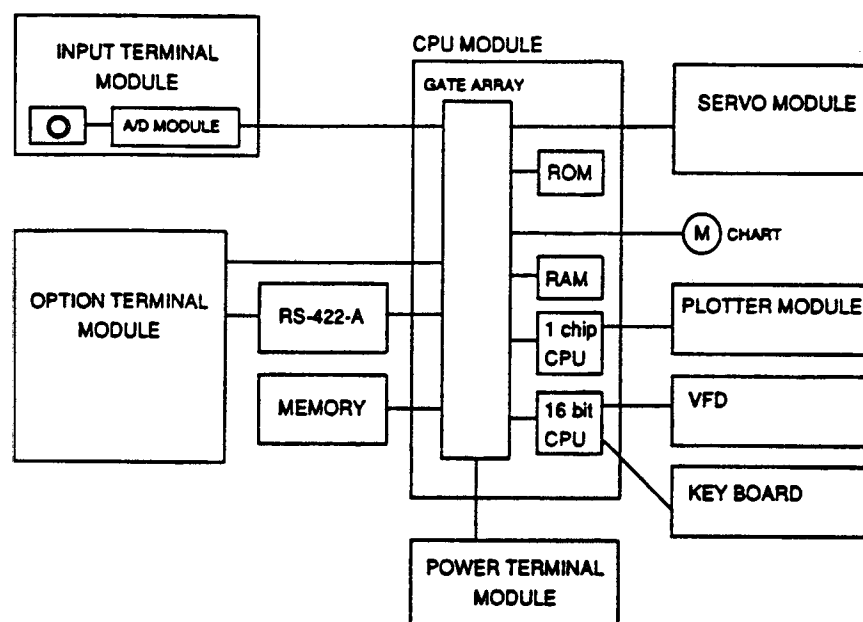 INPUT TERMINAL
MODULE
A/D MODULE
CPU MODULE
GATE ARRAY
SERVO MODULE
ROM
M CHART
RAM
OPTION TERMINAL
MODULE
RS-422-A
1 chip
CPU
PLOTTER MODULE
MEMORY
16 bit
CPU
VFD
KEY BOARD
POWER TERMINAL
MODULE